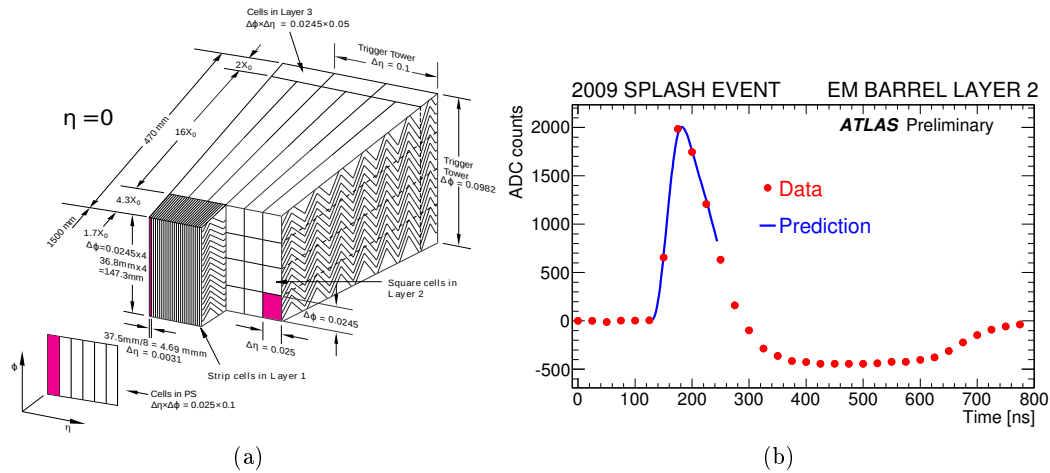 Cells in Layer 3
Δϕ×Δη = 0.0245×0.05
Trigger Tower
Δη = 0.1
2X₀
η = 0
470 mm
16X₀
Trigger
Tower
Δϕ = 0.0982
4.3X₀
1500 mm
1.7X₀
Δϕ=0.0245x4
36.8mmx4
=147.3mm
Square cells in
Layer 2
Δϕ = 0.0245
37.5mm/8 = 4.69 mmm
Δη = 0.0031
Δη = 0.025
Strip cells in Layer 1
ϕ
η
Cells in PS
Δη×Δϕ = 0.025×0.1
(a)
2009 SPLASH EVENT EM BARREL LAYER 2
ATLAS Preliminary
ADC counts
2000
1500
1000
500
0
-500
Data
Prediction
0 100 200 300 400 500 600 700 800
Time [ns]
(b)